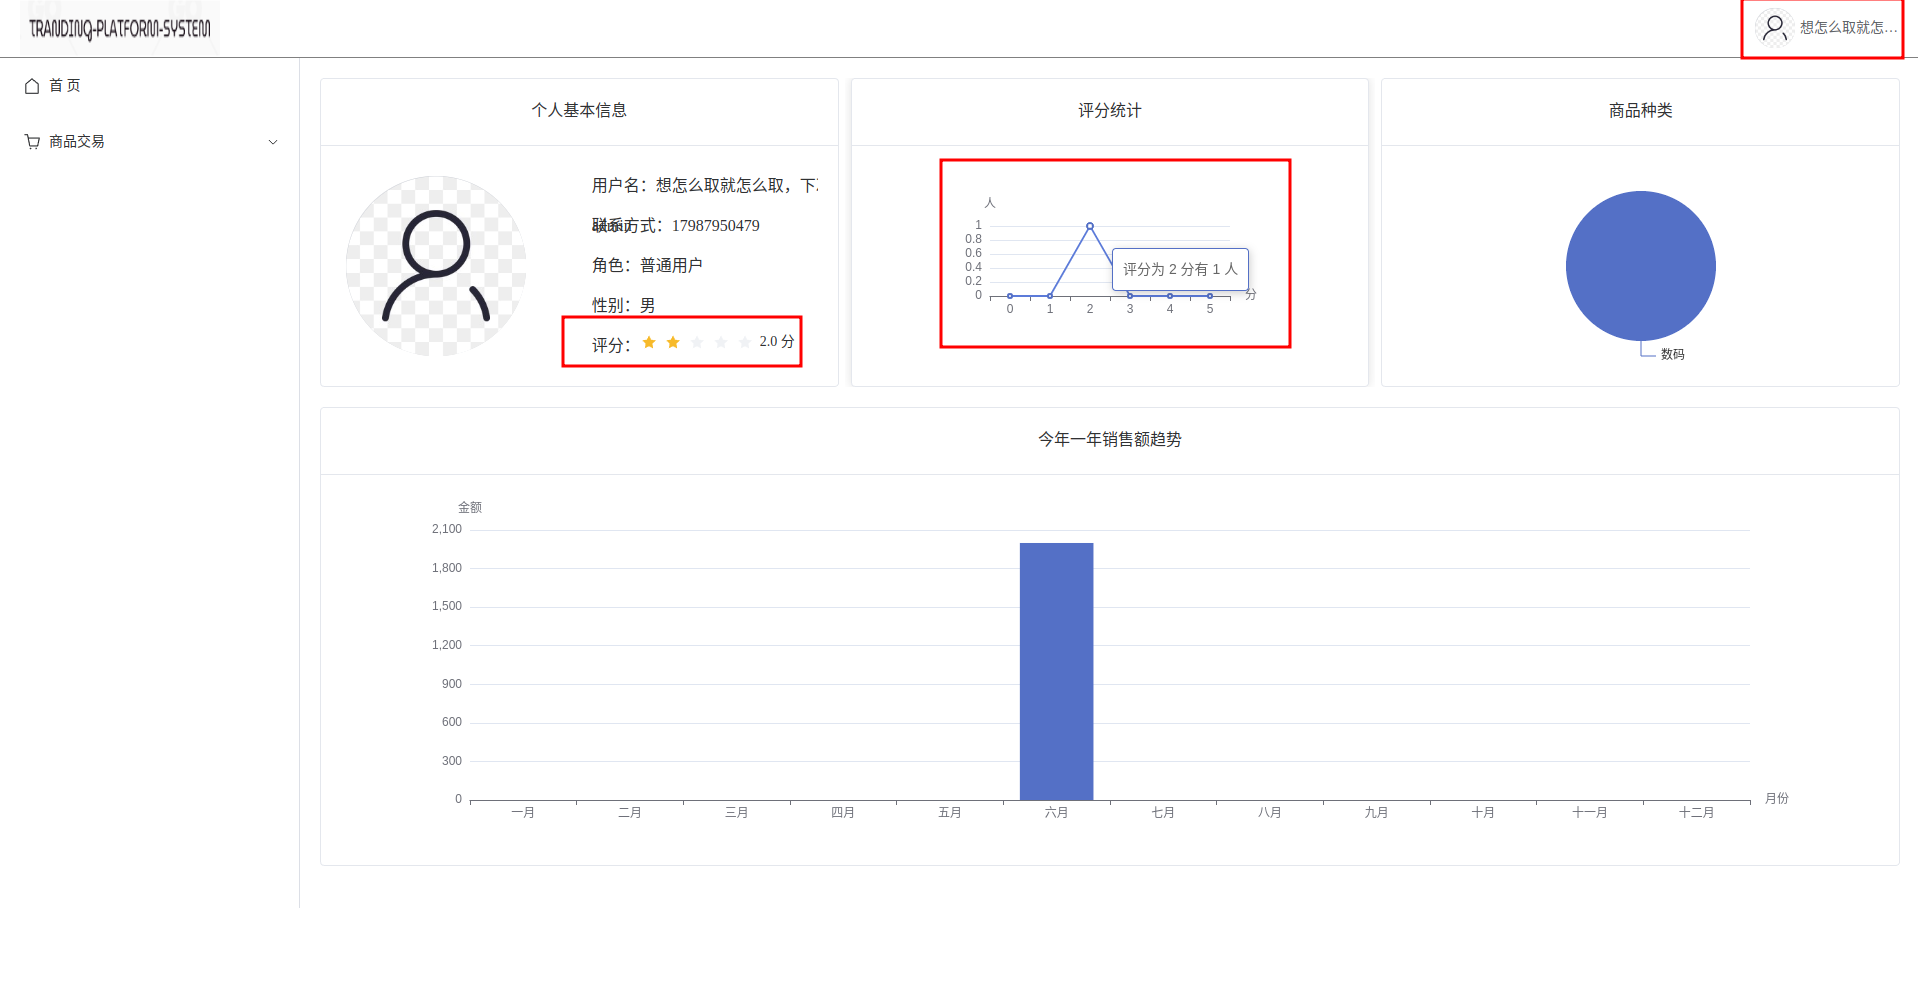 TRANDING-PLATFORM-SYSTEM
想怎么取就怎...
首 页
商品交易
个人基本信息
用户名：想怎么取就怎么取，下
联系方式：17987950479
角色：普通用户
性别：男
评分：
2.0 分
评分统计
人
1
0.8
0.6
0.4
0.2
0
0 1 2 3 4 5
分
评分为 2 分有 1 人
商品种类
数码
今年一年销售额趋势
金额
2,100
1,800
1,500
1,200
900
600
300
0
一月 二月 三月 四月 五月 六月 七月 八月 九月 十月 十一月 十二月
月份